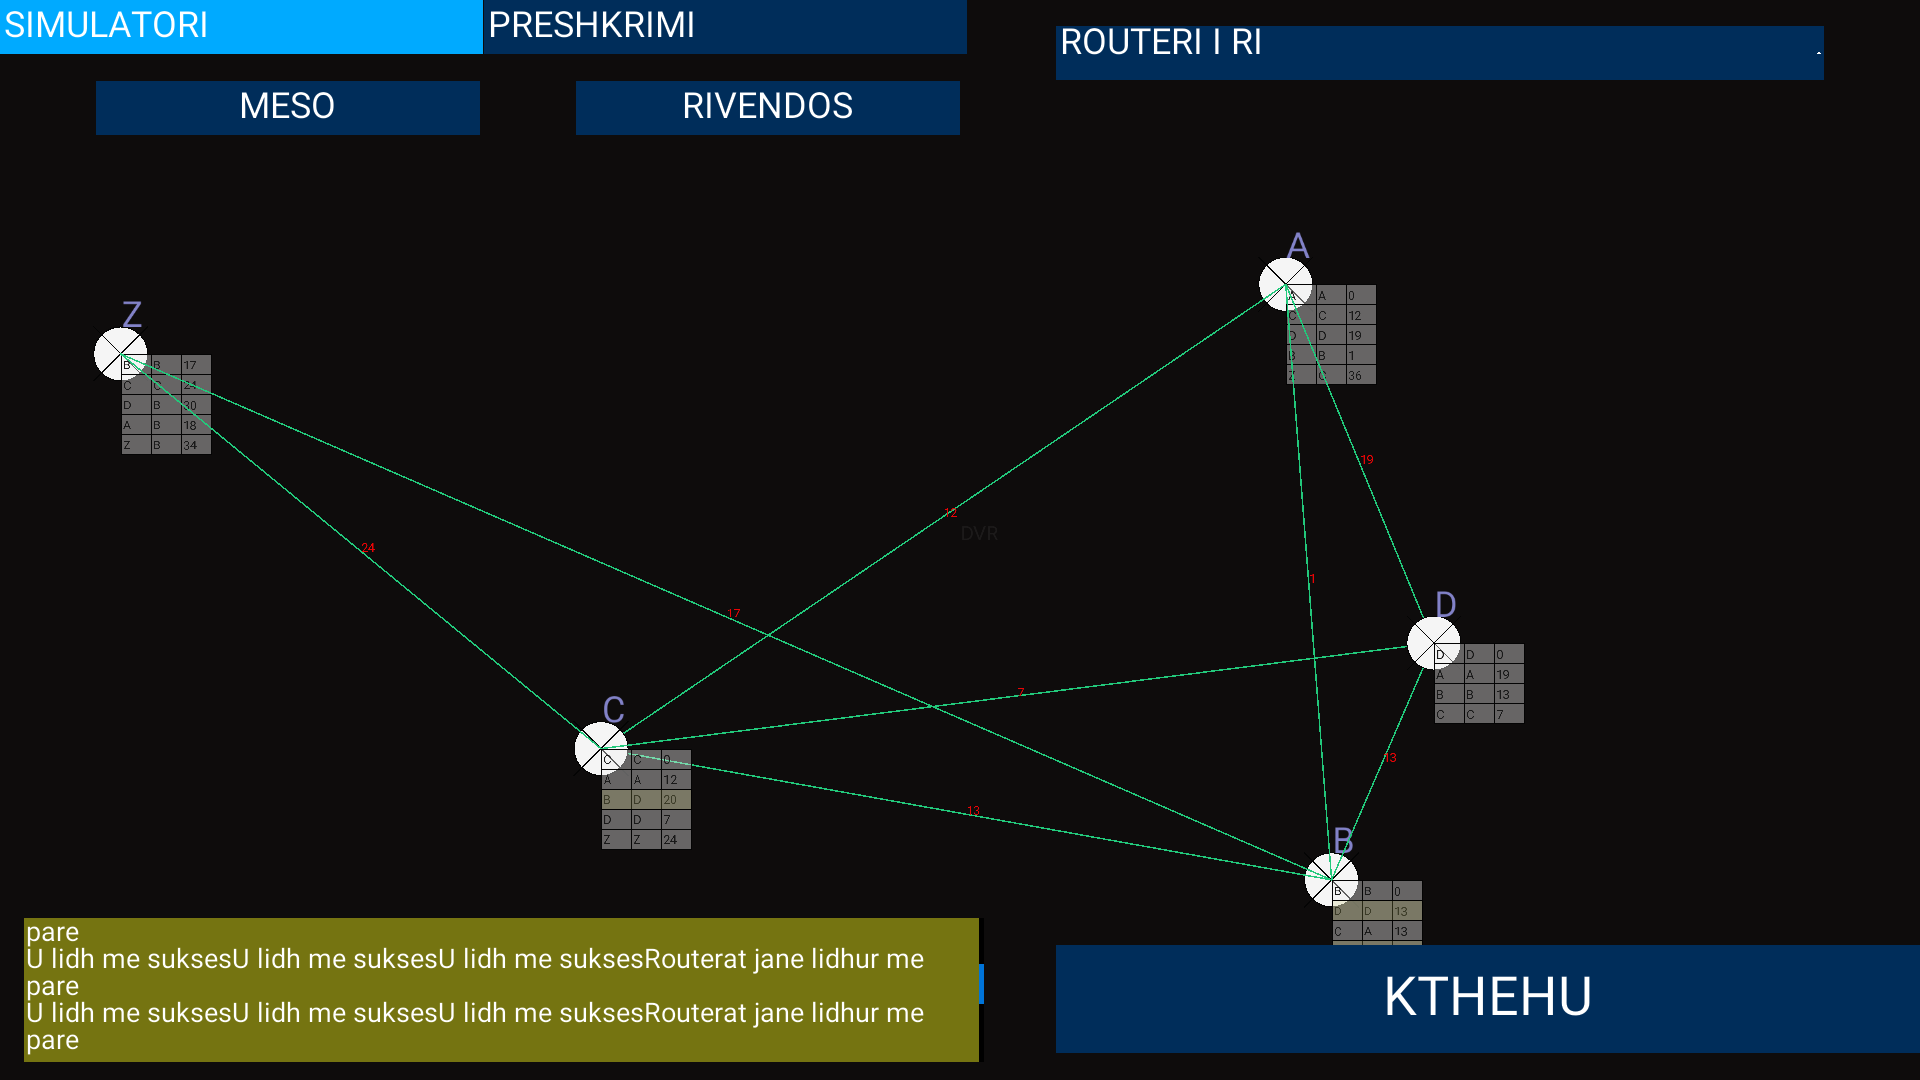 SIMULATORI
PRESHKRIMI
ROUTERI I RI
MESO
RIVENDOS
A
A A 0
C C 12
D D 19
B B 1
Z C 36
Z
B B 17
C C 24
D B 30
A B 18
Z B 34
19
12
DVR
24
1
17
D
D D 0
A A 19
B B 13
C C 7
7
C
C C 0
A A 12
B D 20
D D 7
Z Z 24
13
13
B
B B 0
D D 13
C A 13
pare
U lidh me suksesU lidh me suksesU lidh me suksesRouterat jane lidhur me
pare
U lidh me suksesU lidh me suksesU lidh me suksesRouterat jane lidhur me
pare
KTHEHU